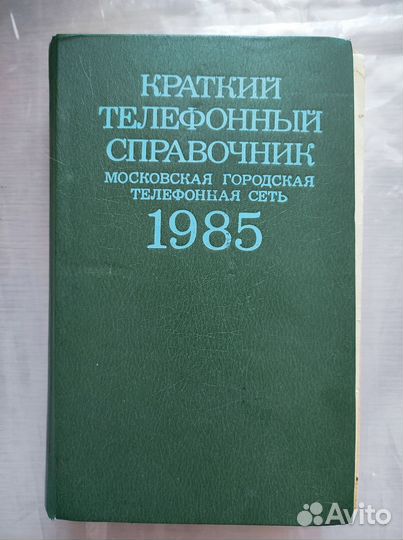 КРАТКИЙ
ТЕЛЕФОННЫЙ
СПРАВОЧНИК
МОСКОВСКАЯ ГОРОДСКАЯ
ТЕЛЕФОННАЯ СЕТЬ
1985
Avito